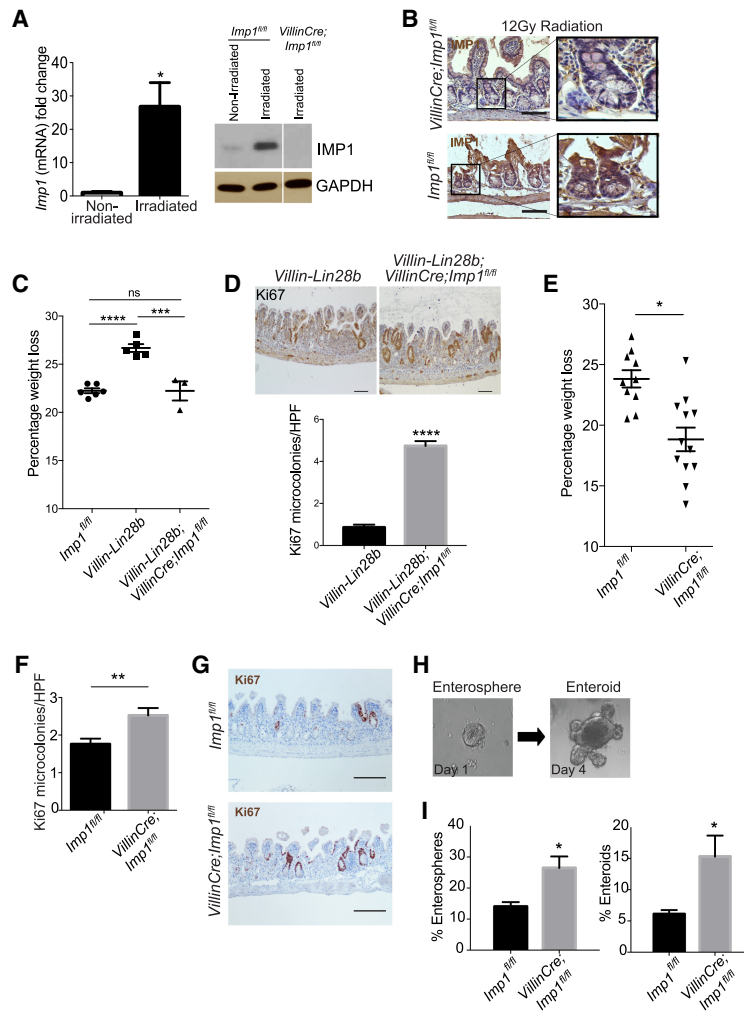 A
Imp1 (mRNA) fold change
40
30
20
10
0
*
Non-
irradiated
Irradiated
Imp1fl/fl
VillinCre;
Imp1fl/fl
Non-Irradiated
Irradiated
Irradiated
IMP1
GAPDH
B
12Gy Radiation
VillinCre;Imp1fl/fl
IMP1
Imp1fl/fl
IMP1
C
Percentage weight loss
30
25
20
15
10
ns
****
***
Imp1fl/fl
Villin-Lin28b
Villin-Lin28b;
VillinCre;Imp1fl/fl
D
Villin-Lin28b
Villin-Lin28b;
VillinCre;Imp1fl/fl
Ki67
Ki67 microcolonies/HPF
6
4
2
0
****
Villin-Lin28b
Villin-Lin28b;
VillinCre;Imp1fl/fl
E
Percentage weight loss
30
25
20
15
10
*
Imp1fl/fl
VillinCre;
Imp1fl/fl
F
Ki67 microcolonies/HPF
3
2
1
0
**
Imp1fl/fl
VillinCre;
Imp1fl/fl
G
Imp1fl/fl
Ki67
VillinCre;Imp1fl/fl
Ki67
H
Enterosphere
Enteroid
Day 1
Day 4
I
% Enterospheres
40
30
20
10
0
*
Imp1fl/fl
VillinCre;
Imp1fl/fl
% Enteroids
20
15
10
5
0
*
Imp1fl/fl
VillinCre;
Imp1fl/fl